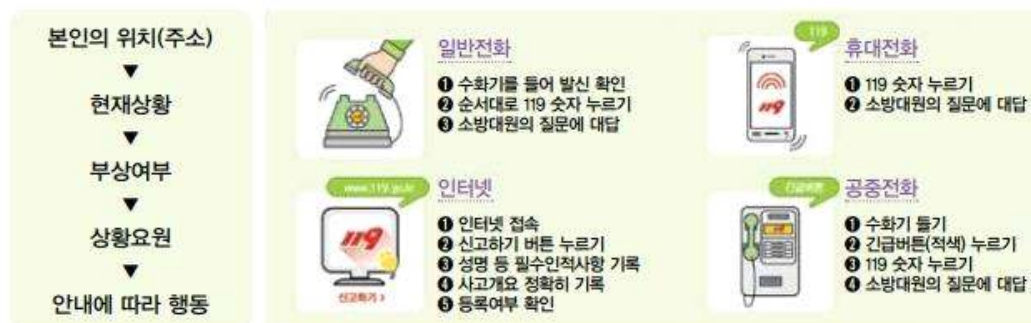 본인의 위치(주소)
▼
현재상황
▼
부상여부
▼
상황요원
▼
안내에 따라 행동
일반전화
❶ 수화기를 들어 발신 확인
❷ 순서대로 119 숫자 누르기
❸ 소방대원의 질문에 대답
119
119
휴대전화
❶ 119 숫자 누르기
❷ 소방대원의 질문에 대답
www.119.go.kr
119
신고하기 >
인터넷
❶ 인터넷 접속
❷ 신고하기 버튼 누르기
❸ 성명 등 필수인적사항 기록
❹ 사고개요 정확히 기록
❺ 등록여부 확인
긴급버튼
공중전화
❶ 수화기 들기
❷ 긴급버튼(적색) 누르기
❸ 119 숫자 누르기
❹ 소방대원의 질문에 대답